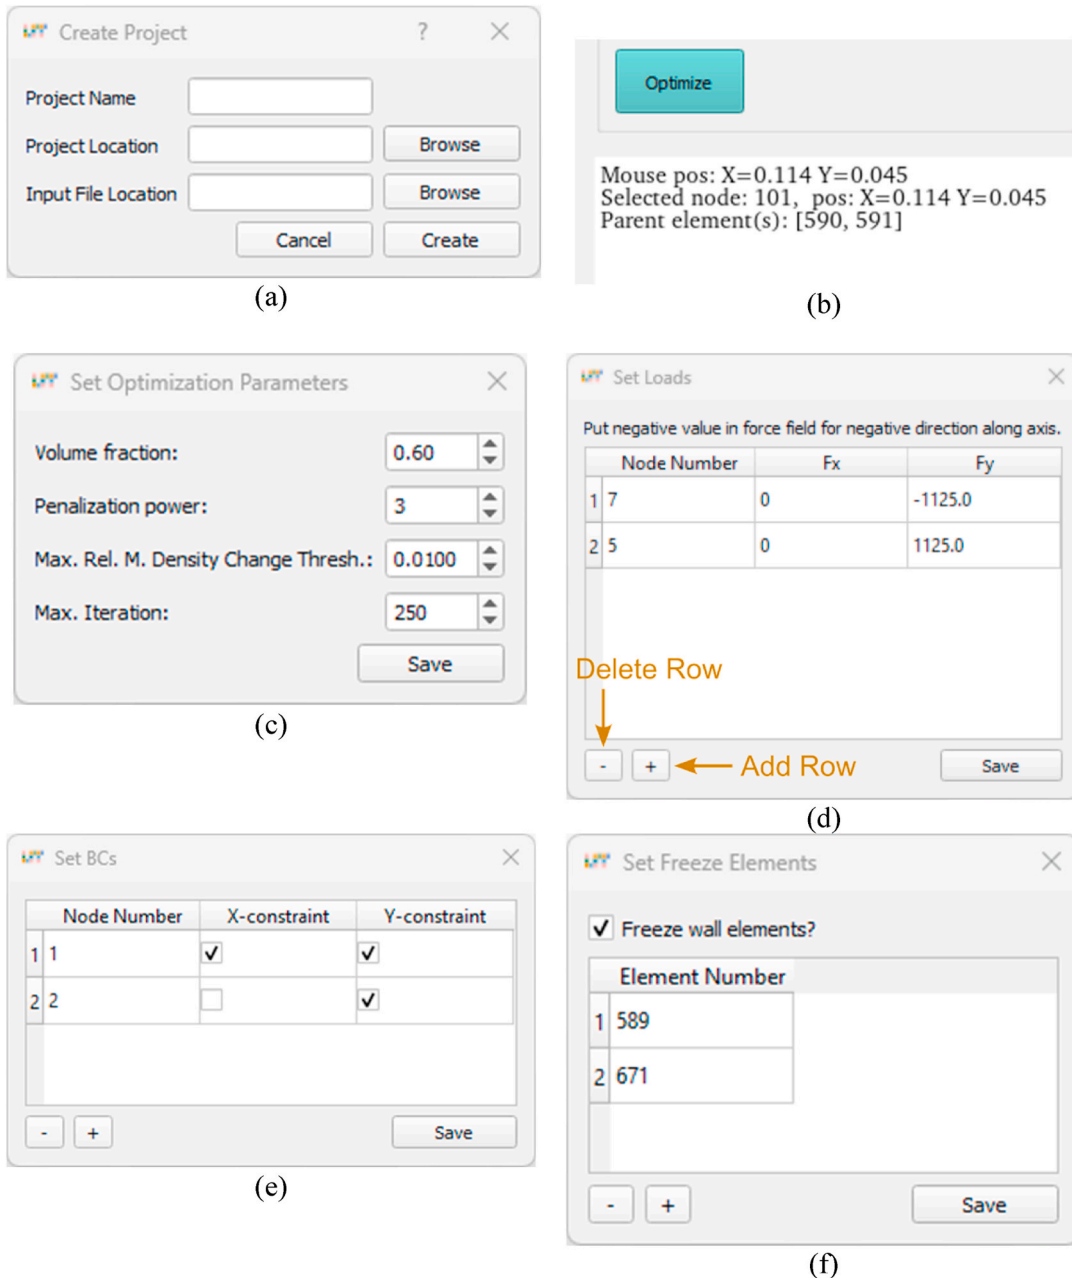 Create Project ?
Project Name
Project Location Browse
Input File Location Browse
Cancel Create
(a)
Optimize
Mouse pos: X=0.114 Y=0.045
Selected node: 101, pos: X=0.114 Y=0.045
Parent element(s): [590, 591]
(b)
Set Optimization Parameters
Volume fraction: 0.60
Penalization power: 3
Max. Rel. M. Density Change Thresh.: 0.0100
Max. Iteration: 250
Save
(c)
Set Loads
Put negative value in force field for negative direction along axis.
Node Number Fx Fy
1 7 0 -1125.0
2 5 0 1125.0
Delete Row
- + Add Row Save
(d)
Set BCs
Node Number X-constraint Y-constraint
1 1
2 2
- + Save
(e)
Set Freeze Elements
Freeze wall elements?
Element Number
1 589
2 671
- + Save
(f)